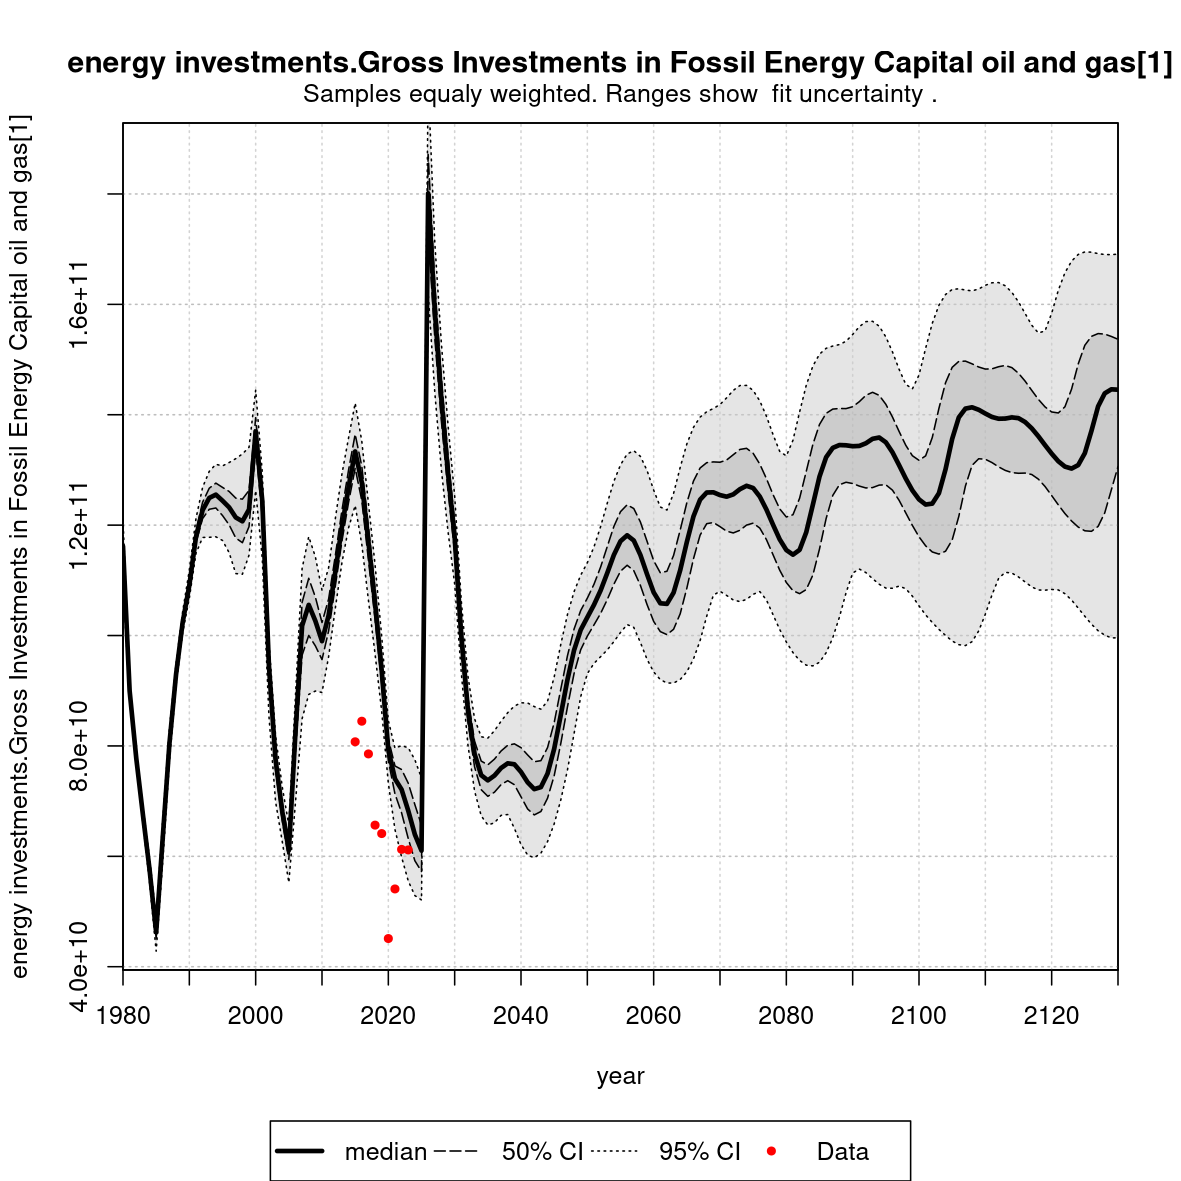 energy investments.Gross Investments in Fossil Energy Capital oil and gas[1]
Samples equaly weighted. Ranges show  fit uncertainty .
energy investments.Gross Investments in Fossil Energy Capital oil and gas[1]
1.6e+11
1.2e+11
8.0e+10
4.0e+10
1980 2000 2020 2040 2060 2080 2100 2120
year
median 50% CI 95% CI Data